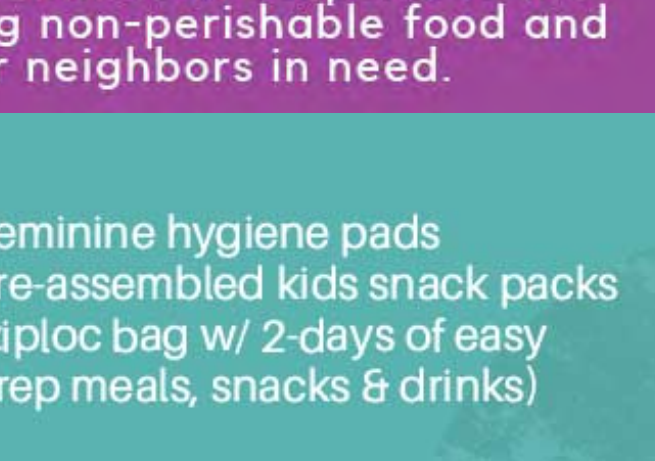 g non-perishable food and
r neighbors in need.
eminine hygiene pads
re-assembled kids snack packs
iploc bag w/ 2-days of easy
rep meals, snacks & drinks)